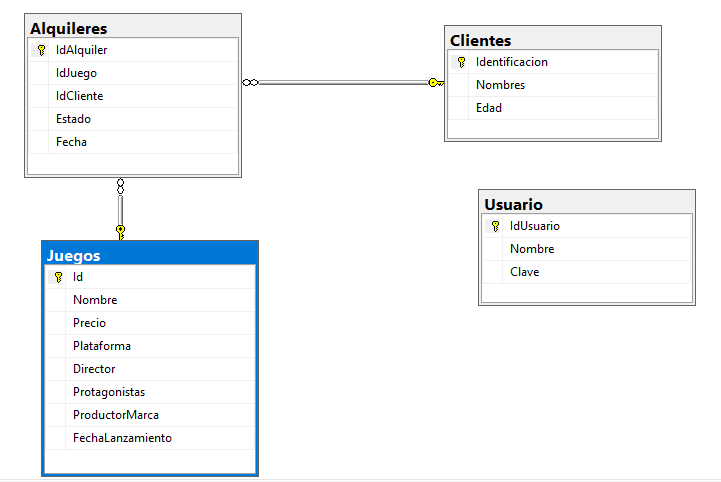 Alquileres
IdAlquiler
IdJuego
IdCliente
Estado
Fecha
Clientes
Identificacion
Nombres
Edad
Usuario
IdUsuario
Nombre
Clave
Juegos
Id
Nombre
Precio
Plataforma
Director
Protagonistas
ProductorMarca
FechaLanzamiento